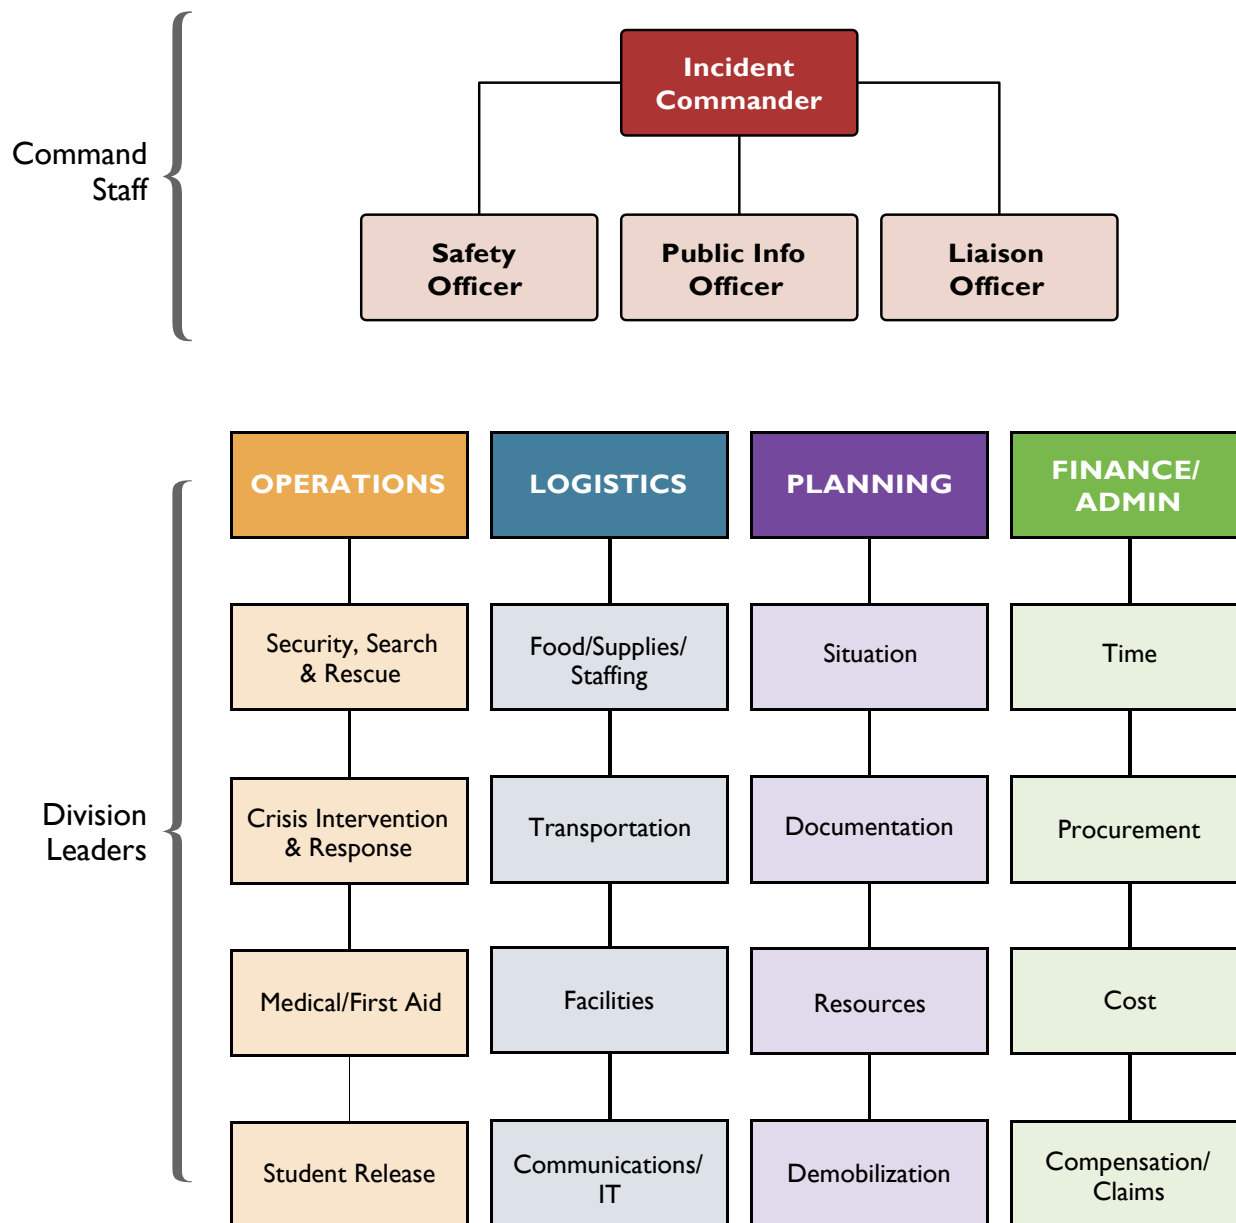 Incident
Commander
Command
Staff
Safety
Officer
Public Info
Officer
Liaison
Officer
OPERATIONS
LOGISTICS
PLANNING
FINANCE/
ADMIN
Security, Search
& Rescue
Food/Supplies/
Staffing
Situation
Time
Division
Leaders
Crisis Intervention
& Response
Transportation
Documentation
Procurement
Medical/First Aid
Facilities
Resources
Cost
Student Release
Communications/
IT
Demobilization
Compensation/
Claims